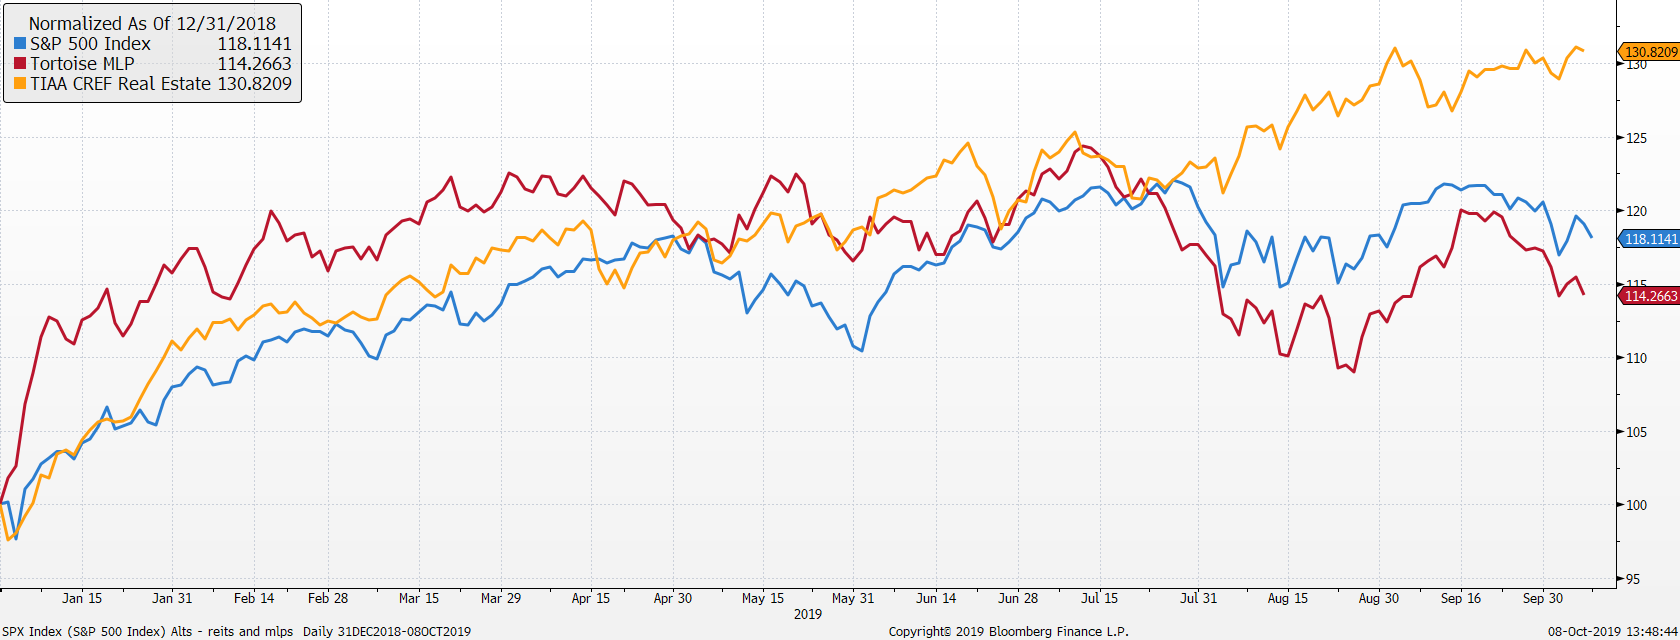 Normalized As Of 12/31/2018
S&P 500 Index 118.1141
Tortoise MLP 114.2663
TIAA CREF Real Estate 130.8209
130.8209
130
125
120
118.1141
115
114.2663
110
105
100
95
Jan 15 Jan 31 Feb 14 Feb 28 Mar 15 Mar 29 Apr 15 Apr 30 May 15 May 31 Jun 14 Jun 28 Jul 15 Jul 31 Aug 15 Aug 30 Sep 16 Sep 30
2019
SPX Index (S&P 500 Index) Alts - reits and mlps Daily 31DEC2018-08OCT2019 Copyright© 2019 Bloomberg Finance L.P. 08-Oct-2019 13:48:44